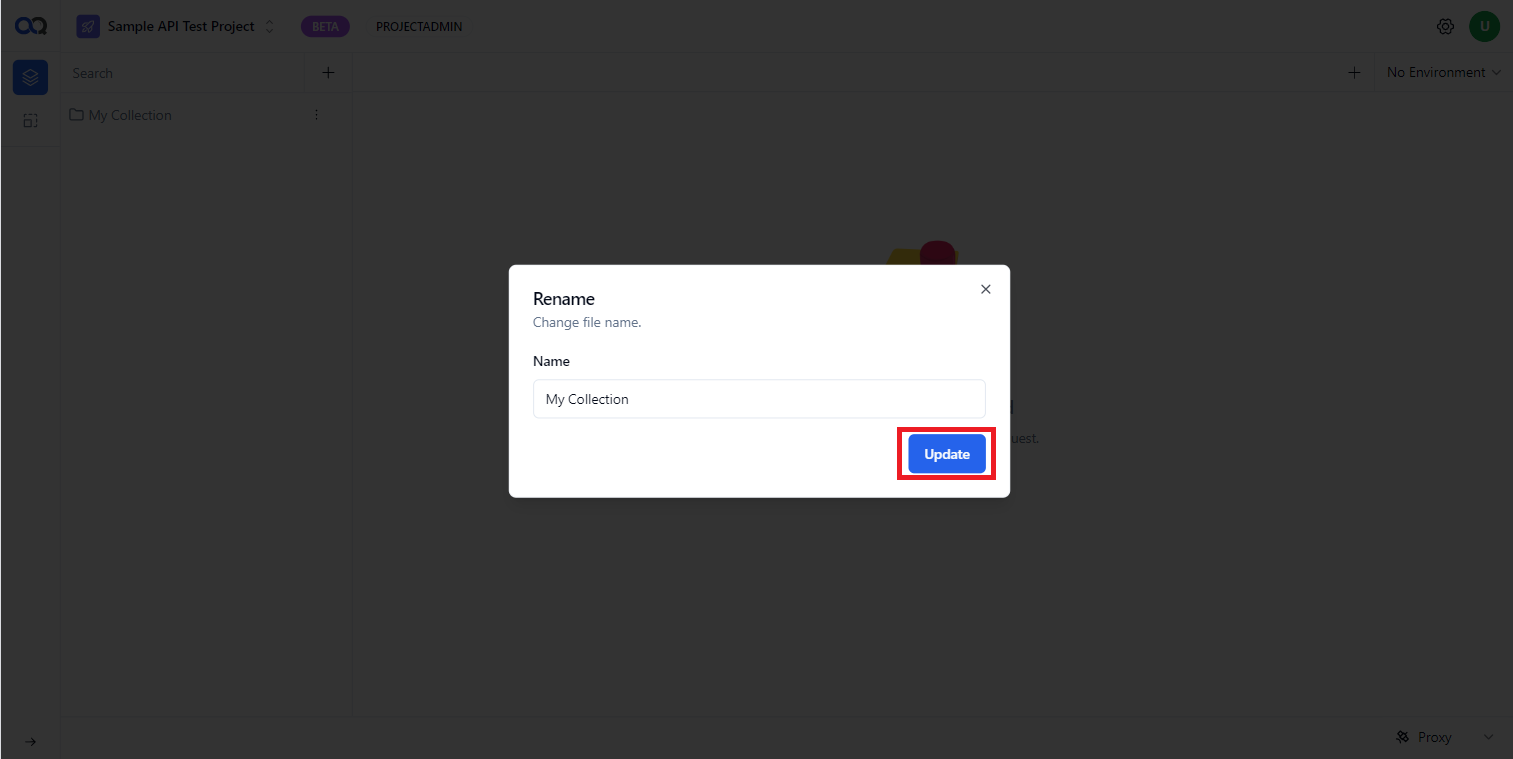 Sample API Test Project
BETA
PROJECTADMIN
U
Search
No Environment
My Collection
Rename
Change file name.
Name
My Collection
uest.
Update
Proxy